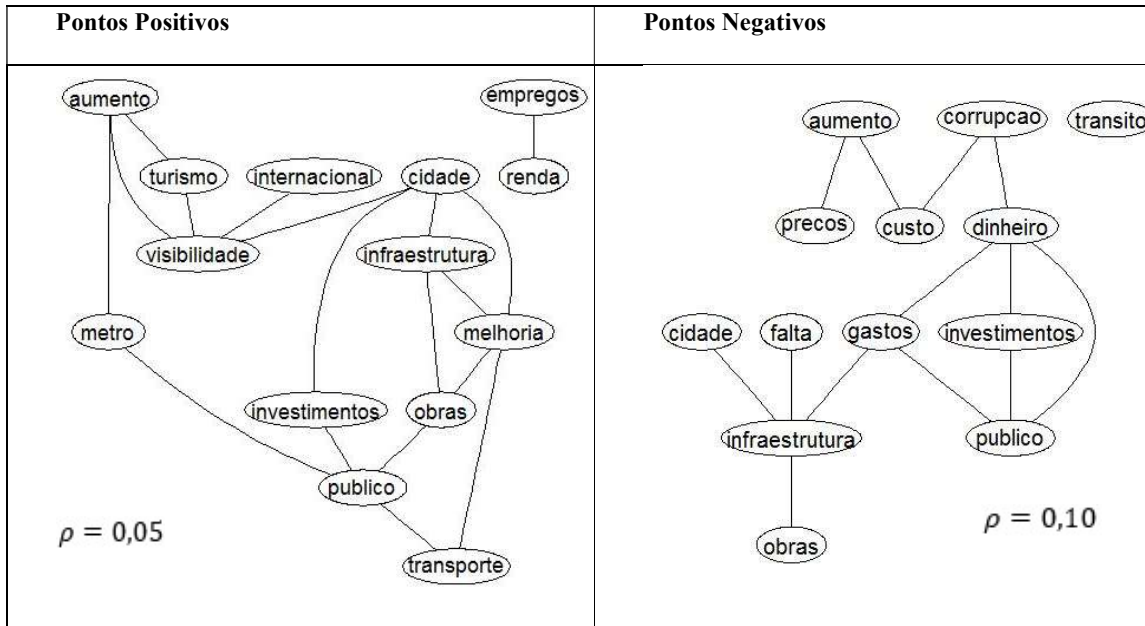 Pontos Positivos
Pontos Negativos
aumento
empregos
turismo
internacional
cidade
renda
visibilidade
infraestrutura
metro
melhoria
investimentos
obras
publico
transporte
ρ = 0,05
aumento
corrupcao
transito
precos
custo
dinheiro
cidade
falta
gastos
investimentos
infraestrutura
publico
obras
ρ = 0,10